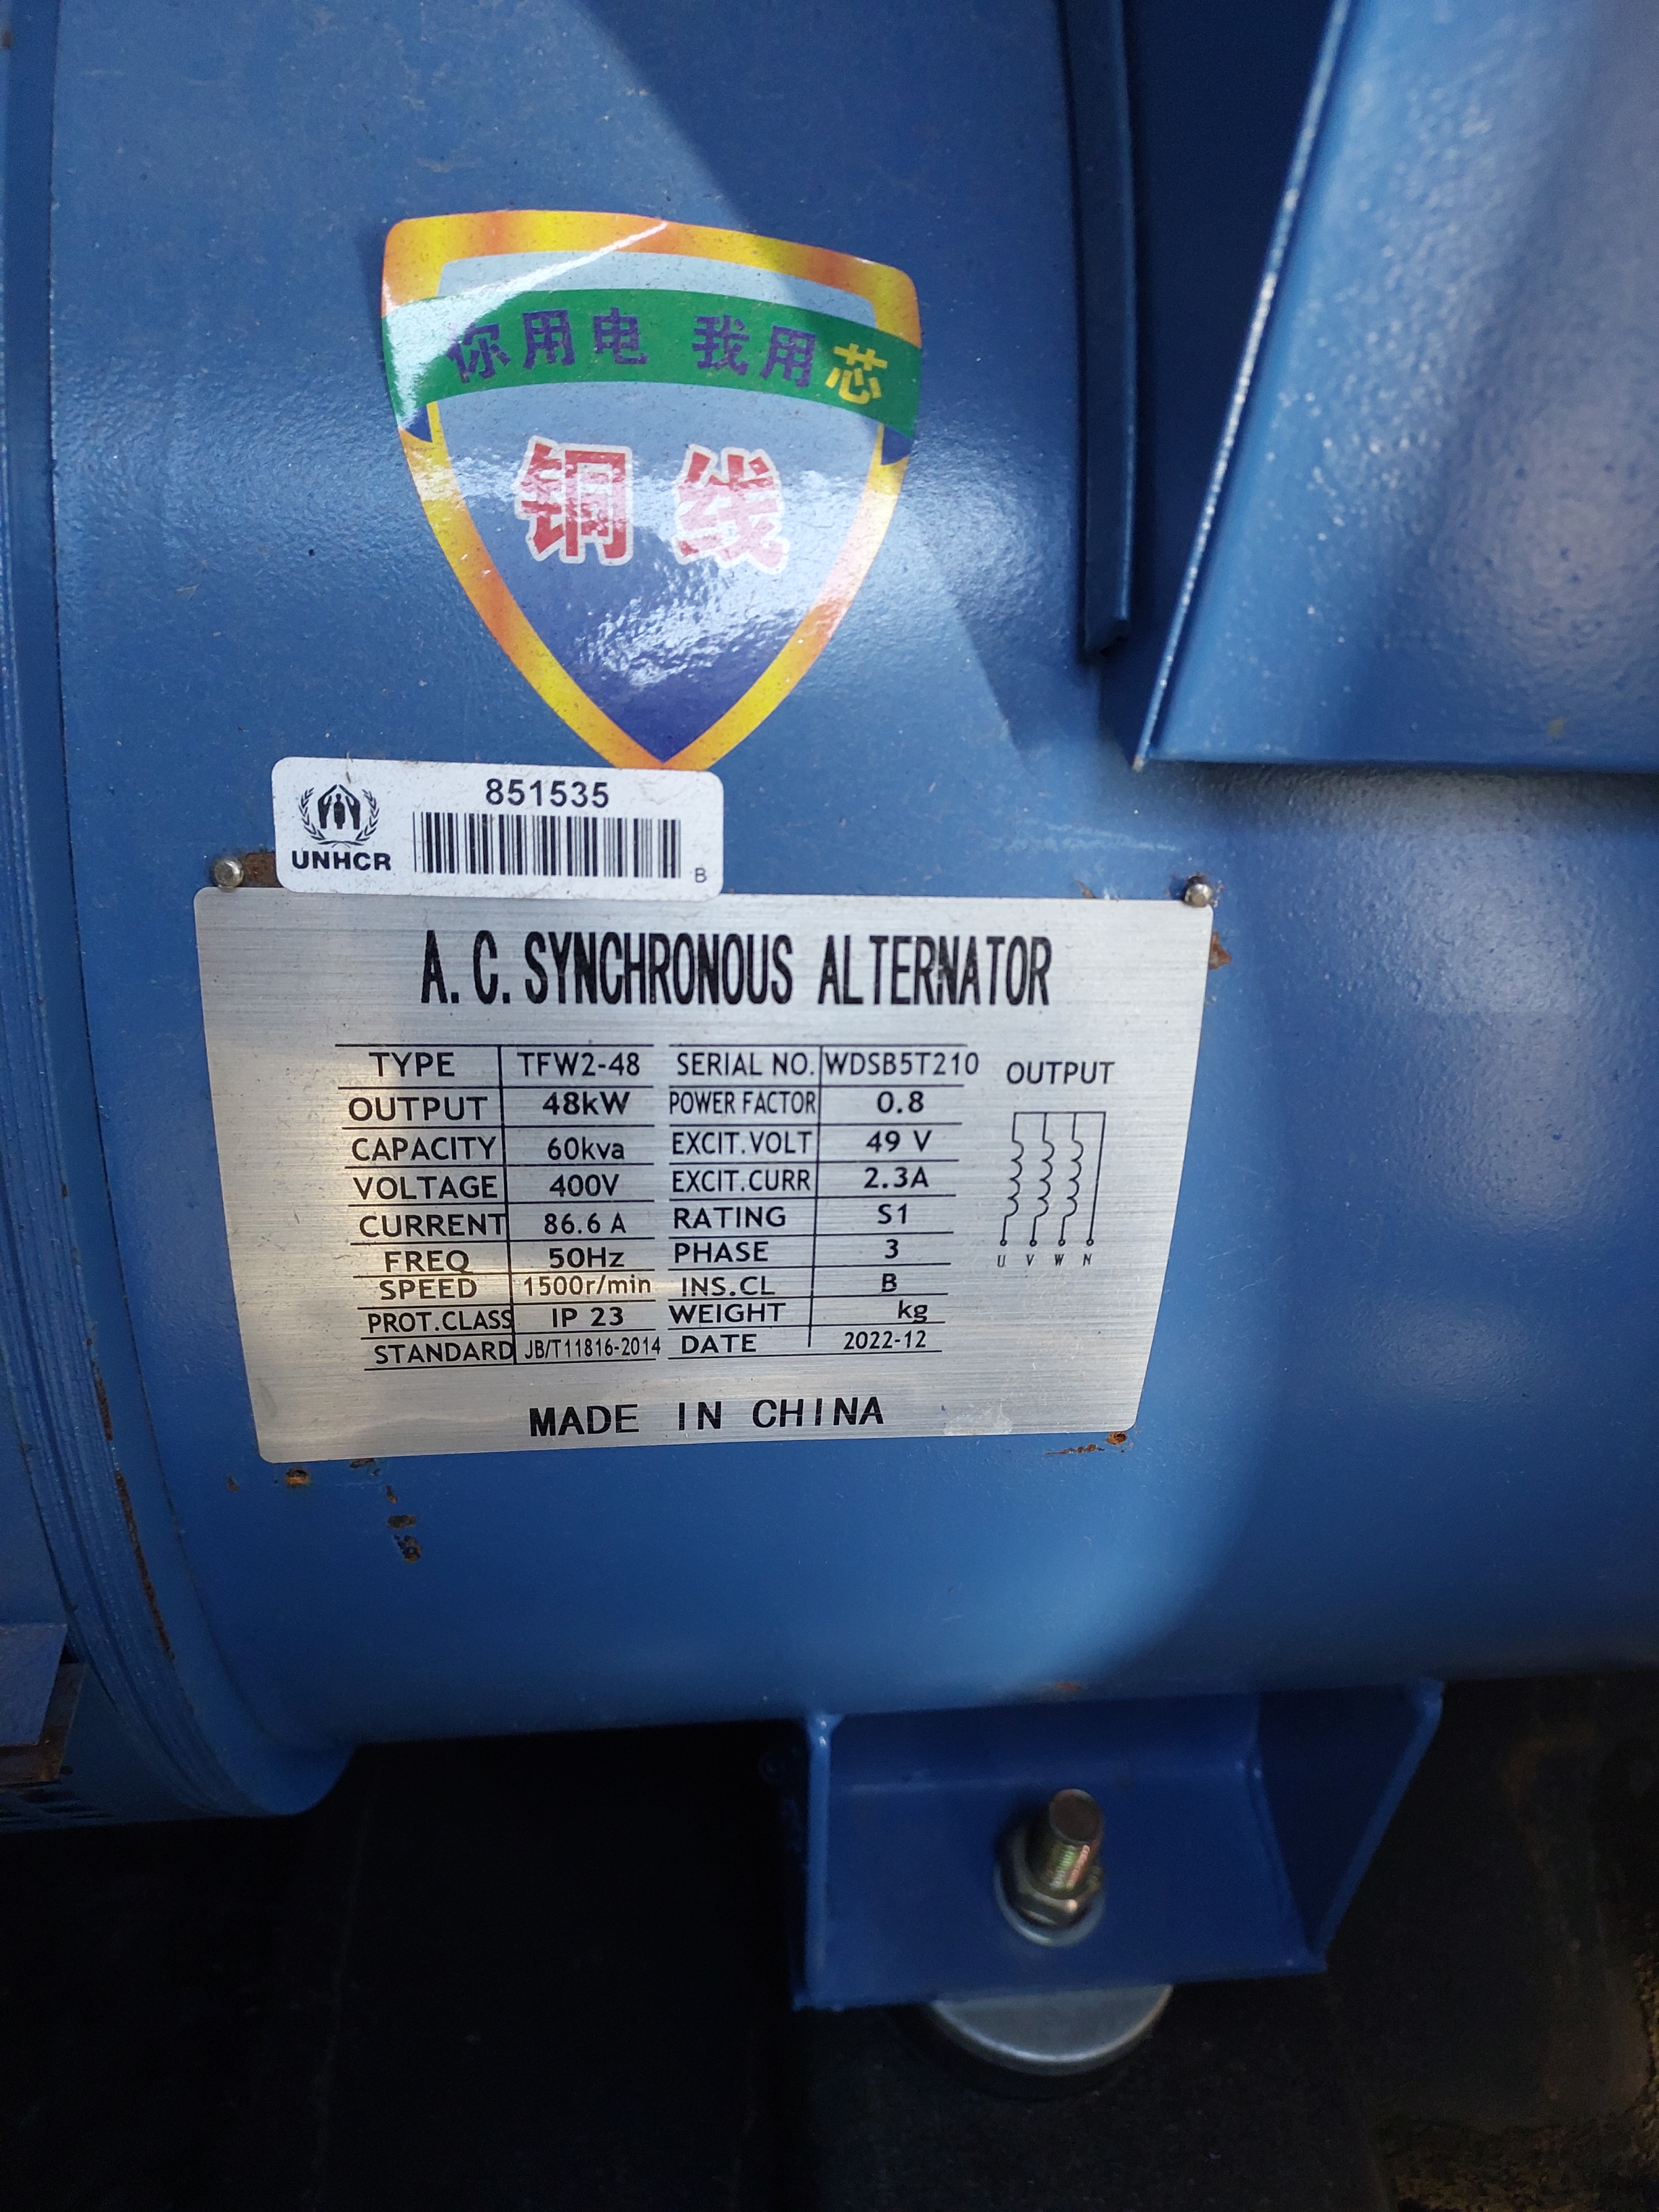 你用电 我用芯
铜线
851535
UNHCR
B
A.C.SYNCHRONOUS ALTERNATOR
TYPE TFW2-48 SERIAL NO. WDSB5T210
OUTPUT 48kW POWER FACTOR 0.8
CAPACITY 60kva EXCIT.VOLT 49 V
VOLTAGE 400V EXCIT.CURR 2.3A
CURRENT 86.6 A RATING S1
FREQ 50Hz PHASE 3
SPEED 1500r/min INS.CL B
PROT.CLASS IP 23 WEIGHT kg
STANDARD JB/T11816-2014 DATE 2022-12
OUTPUT
U V W N
MADE IN CHINA